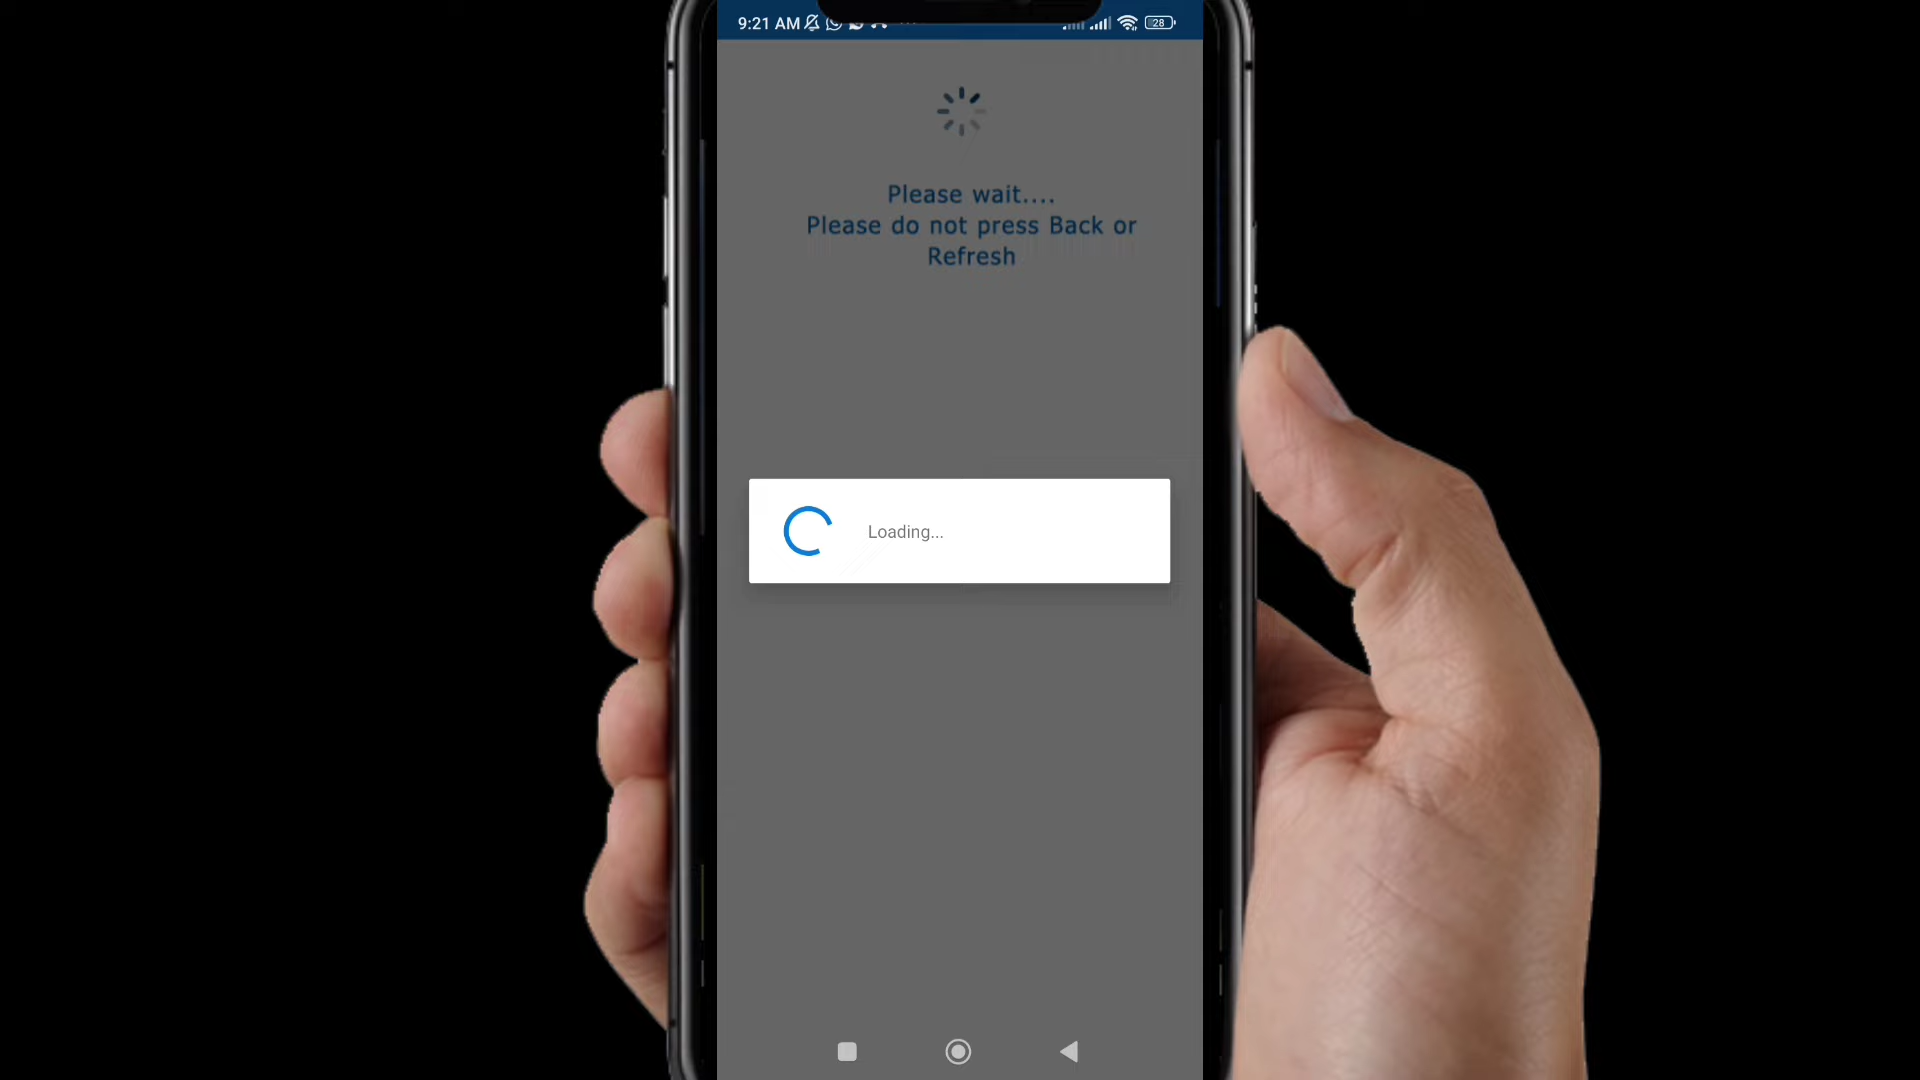 9:21 AM
28
Please wait....
Please do not press Back or
Refresh
Loading...